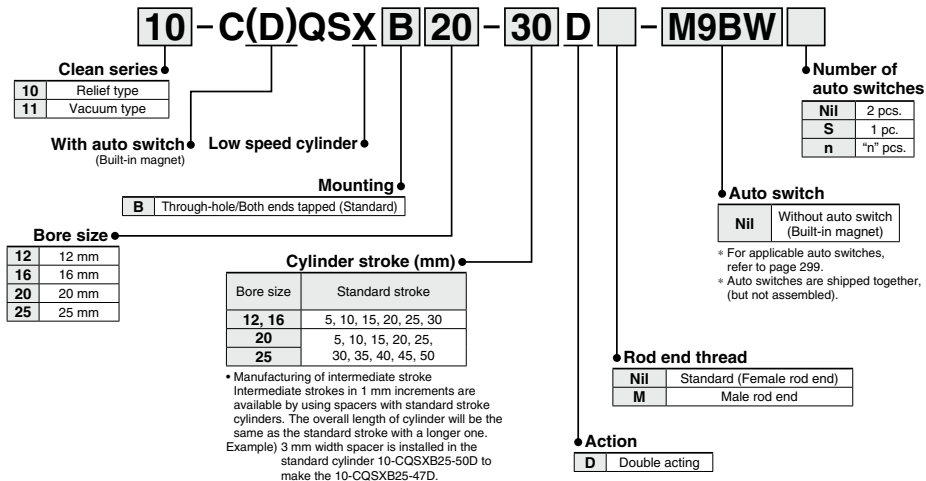 10 – C(D)QSX B 20 – 30 D – M9BW
Clean series
10 Relief type
11 Vacuum type
With auto switch
(Built-in magnet)
Low speed cylinder
Mounting
B Through-hole/Both ends tapped (Standard)
Bore size
12 12 mm
16 16 mm
20 20 mm
25 25 mm
Cylinder stroke (mm)
Bore size Standard stroke
12, 16 5, 10, 15, 20, 25, 30
20 5, 10, 15, 20, 25,
25 30, 35, 40, 45, 50
• Manufacturing of intermediate stroke
Intermediate strokes in 1 mm increments are
available by using spacers with standard stroke
cylinders. The overall length of cylinder will be the
same as the standard stroke with a longer one.
Example) 3 mm width spacer is installed in the
standard cylinder 10-CQSXB25-50D to
make the 10-CQSXB25-47D.
Number of
auto switches
Nil 2 pcs.
S 1 pc.
n “n” pcs.
Auto switch
Nil Without auto switch
(Built-in magnet)
∗ For applicable auto switches,
refer to page 299.
∗ Auto switches are shipped together,
(but not assembled).
Rod end thread
Nil Standard (Female rod end)
M Male rod end
Action
D Double acting